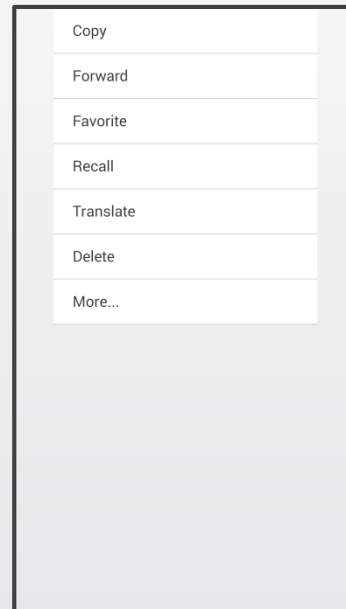 Copy
Forward
Favorite
Recall
Translate
Delete
More...